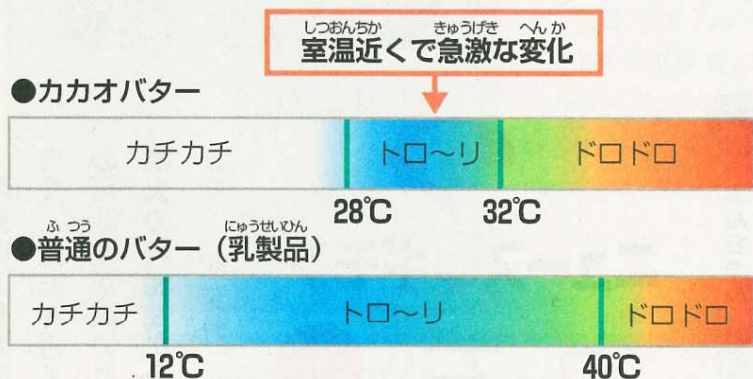 しつおんちか きゅうげき へんか
室温近くで急激な変化
●カカオバター
カチカチ トロ〜リ ドロドロ
28℃ 32℃
ふつう にゅうせいひん
●普通のバター（乳製品）
カチカチ トロ〜リ ドロドロ
12℃ 40℃